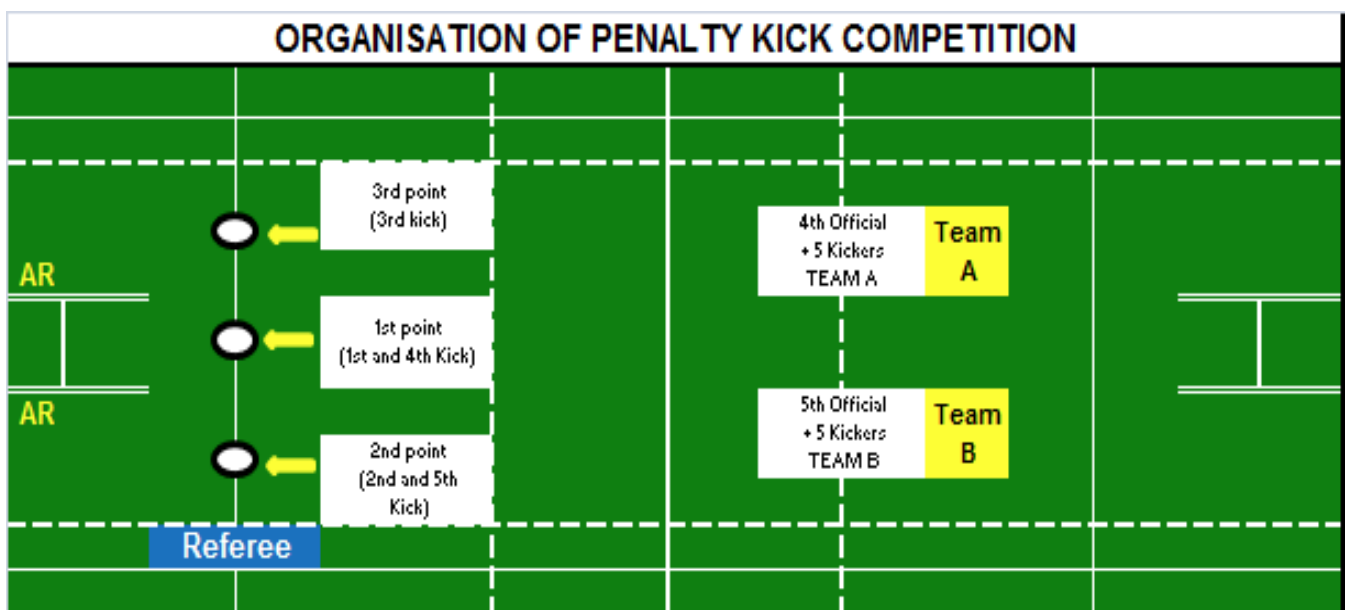 ORGANISATION OF PENALTY KICK COMPETITION
3rd point
(3rd kick)
4th Official
+ 5 Kickers
TEAM A
Team
A
AR
1st point
(1st and 4th Kick)
AR
5th Official
+ 5 Kickers
TEAM B
Team
B
2nd point
(2nd and 5th
Kick)
Referee